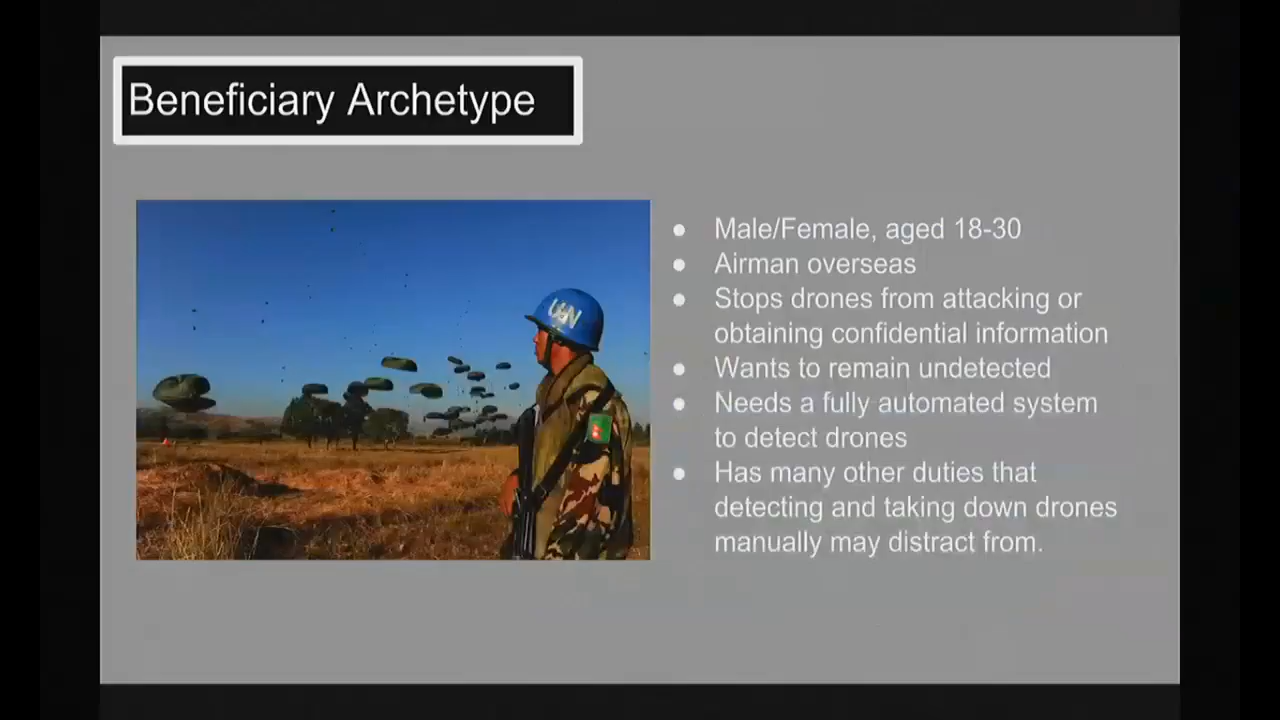 Beneficiary Archetype
UN
● Male/Female, aged 18-30
● Airman overseas
● Stops drones from attacking or
obtaining confidential information
● Wants to remain undetected
● Needs a fully automated system
to detect drones
● Has many other duties that
detecting and taking down drones
manually may distract from.